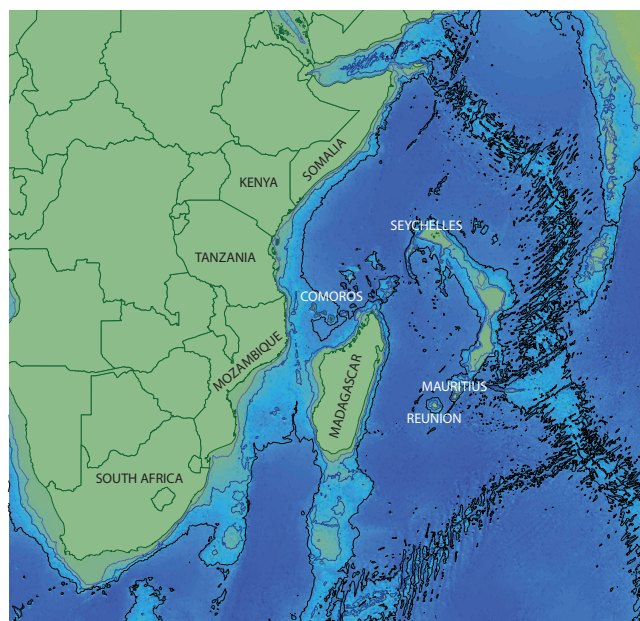 SOMALIA
KENYA
SEYCHELLES
TANZANIA
COMOROS
MOZAMBIQUE
MADAGASCAR
MAURITIUS
REUNION
SOUTH AFRICA